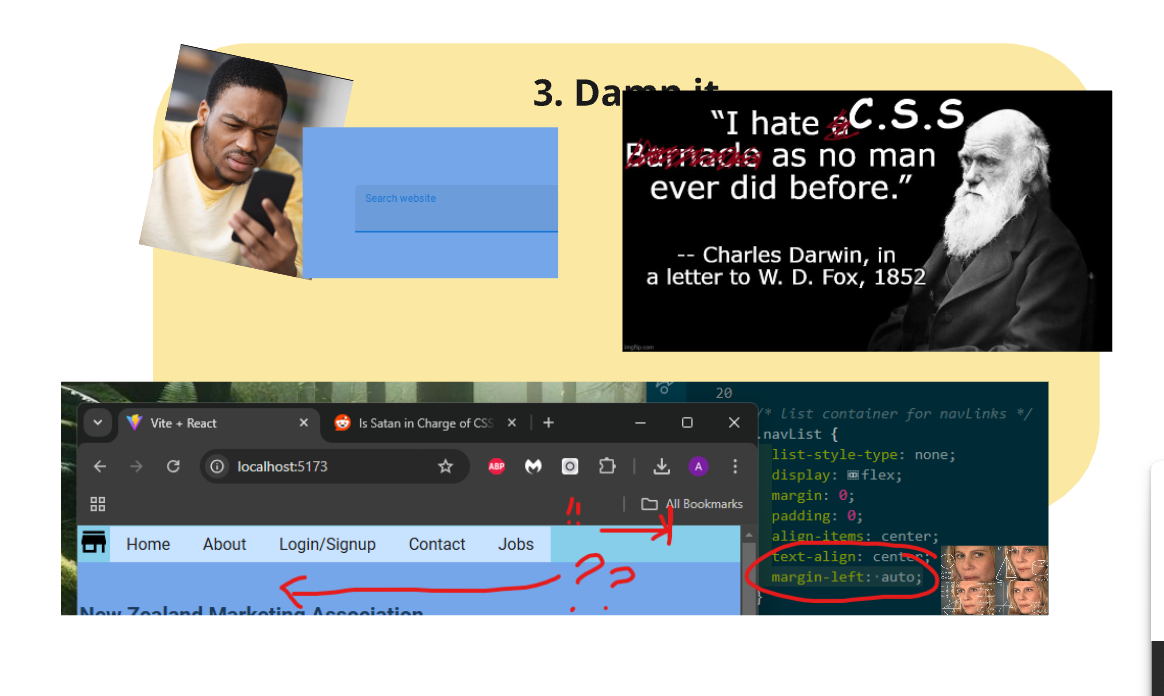 3. Damn it
Search website
“I hate a C.S.S
Barnacle as no man
ever did before.”
-- Charles Darwin, in
a letter to W. D. Fox, 1852
imgflip.com
Vite + React
Is Satan in Charge of CSS
localhost:5173
ABP
A
All Bookmarks
!!
Home About Login/Signup Contact Jobs
??
New Zealand Marketing Association
20
/* list container for navLinks */
.navList {
list-style-type: none;
display: flex;
margin: 0;
padding: 0;
align-items: center;
text-align: center;
margin-left: auto;
}